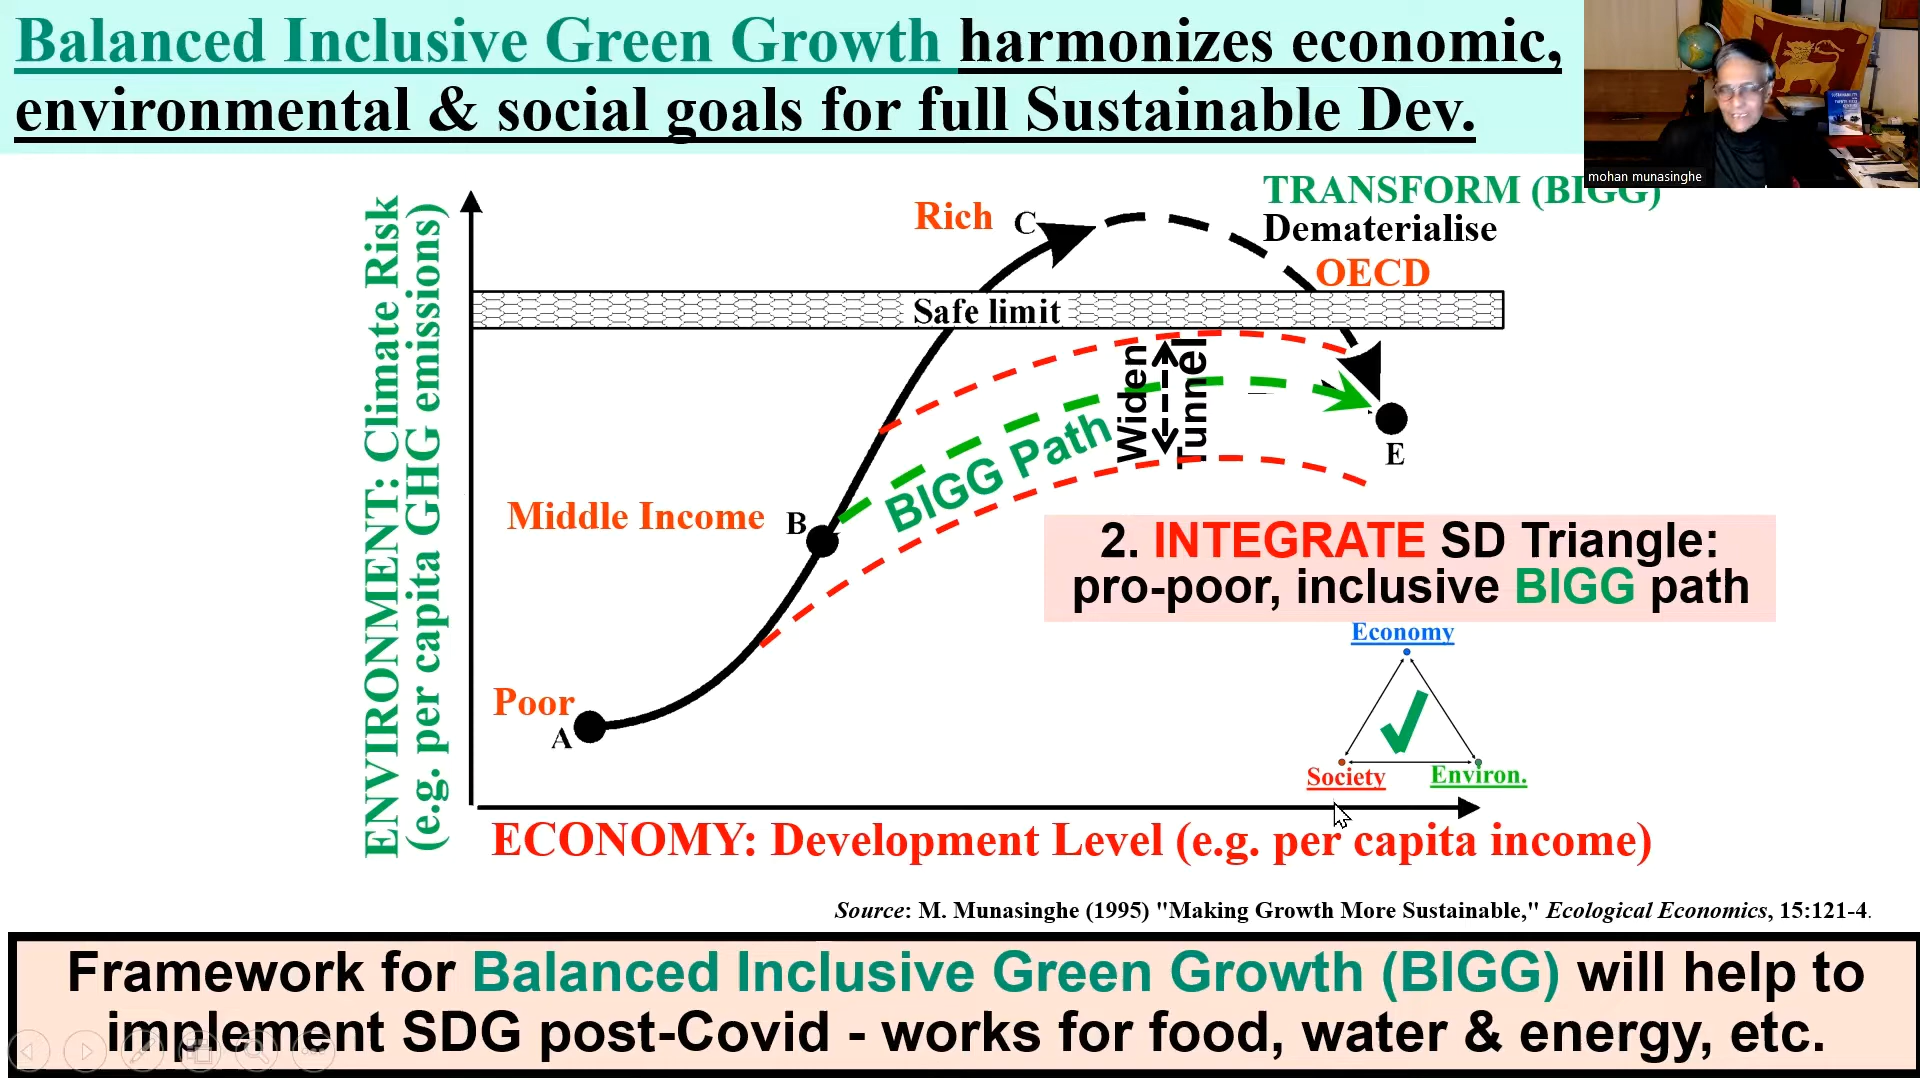 Balanced Inclusive Green Growth harmonizes economic,
environmental & social goals for full Sustainable Dev.
mohan munasinghe
TRANSFORM (BIGG)
Dematerialise
OECD
Rich C
Safe limit
ENVIRONMENT: Climate Risk
(e.g. per capita GHG emissions)
Widen
Tunnel
BIGG Path
E
Middle Income B
2. INTEGRATE SD Triangle:
pro-poor, inclusive BIGG path
Economy
Society Environ.
Poor
A
ECONOMY: Development Level (e.g. per capita income)
Source: M. Munasinghe (1995) "Making Growth More Sustainable," Ecological Economics, 15:121-4.
Framework for Balanced Inclusive Green Growth (BIGG) will help to
implement SDG post-Covid - works for food, water & energy, etc.